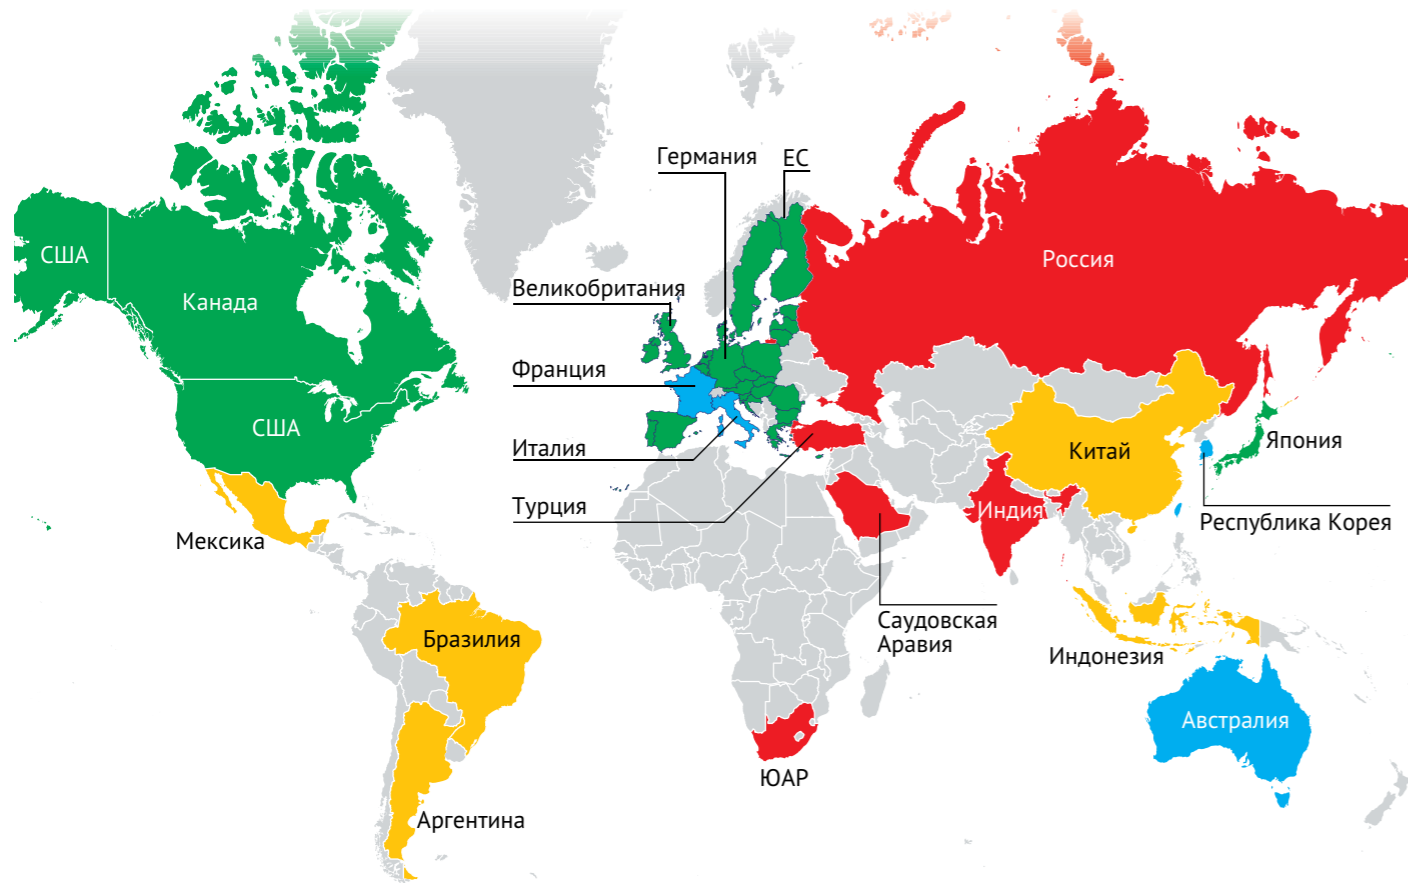 Германия
ЕС
США
Россия
Великобритания
Канада
Франция
США
Италия
Китай
Япония
Турция
Индия
Республика Корея
Мексика
Саудовская
Аравия
Бразилия
Индонезия
Австралия
ЮАР
Аргентина